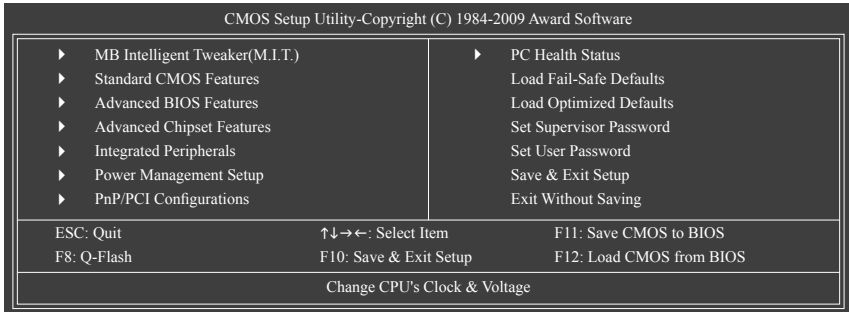 CMOS Setup Utility-Copyright (C) 1984-2009 Award Software
MB Intelligent Tweaker(M.I.T.)
Standard CMOS Features
Advanced BIOS Features
Advanced Chipset Features
Integrated Peripherals
Power Management Setup
PnP/PCI Configurations
PC Health Status
Load Fail-Safe Defaults
Load Optimized Defaults
Set Supervisor Password
Set User Password
Save & Exit Setup
Exit Without Saving
ESC: Quit ↑↓→←: Select Item F11: Save CMOS to BIOS
F8: Q-Flash F10: Save & Exit Setup F12: Load CMOS from BIOS
Change CPU's Clock & Voltage